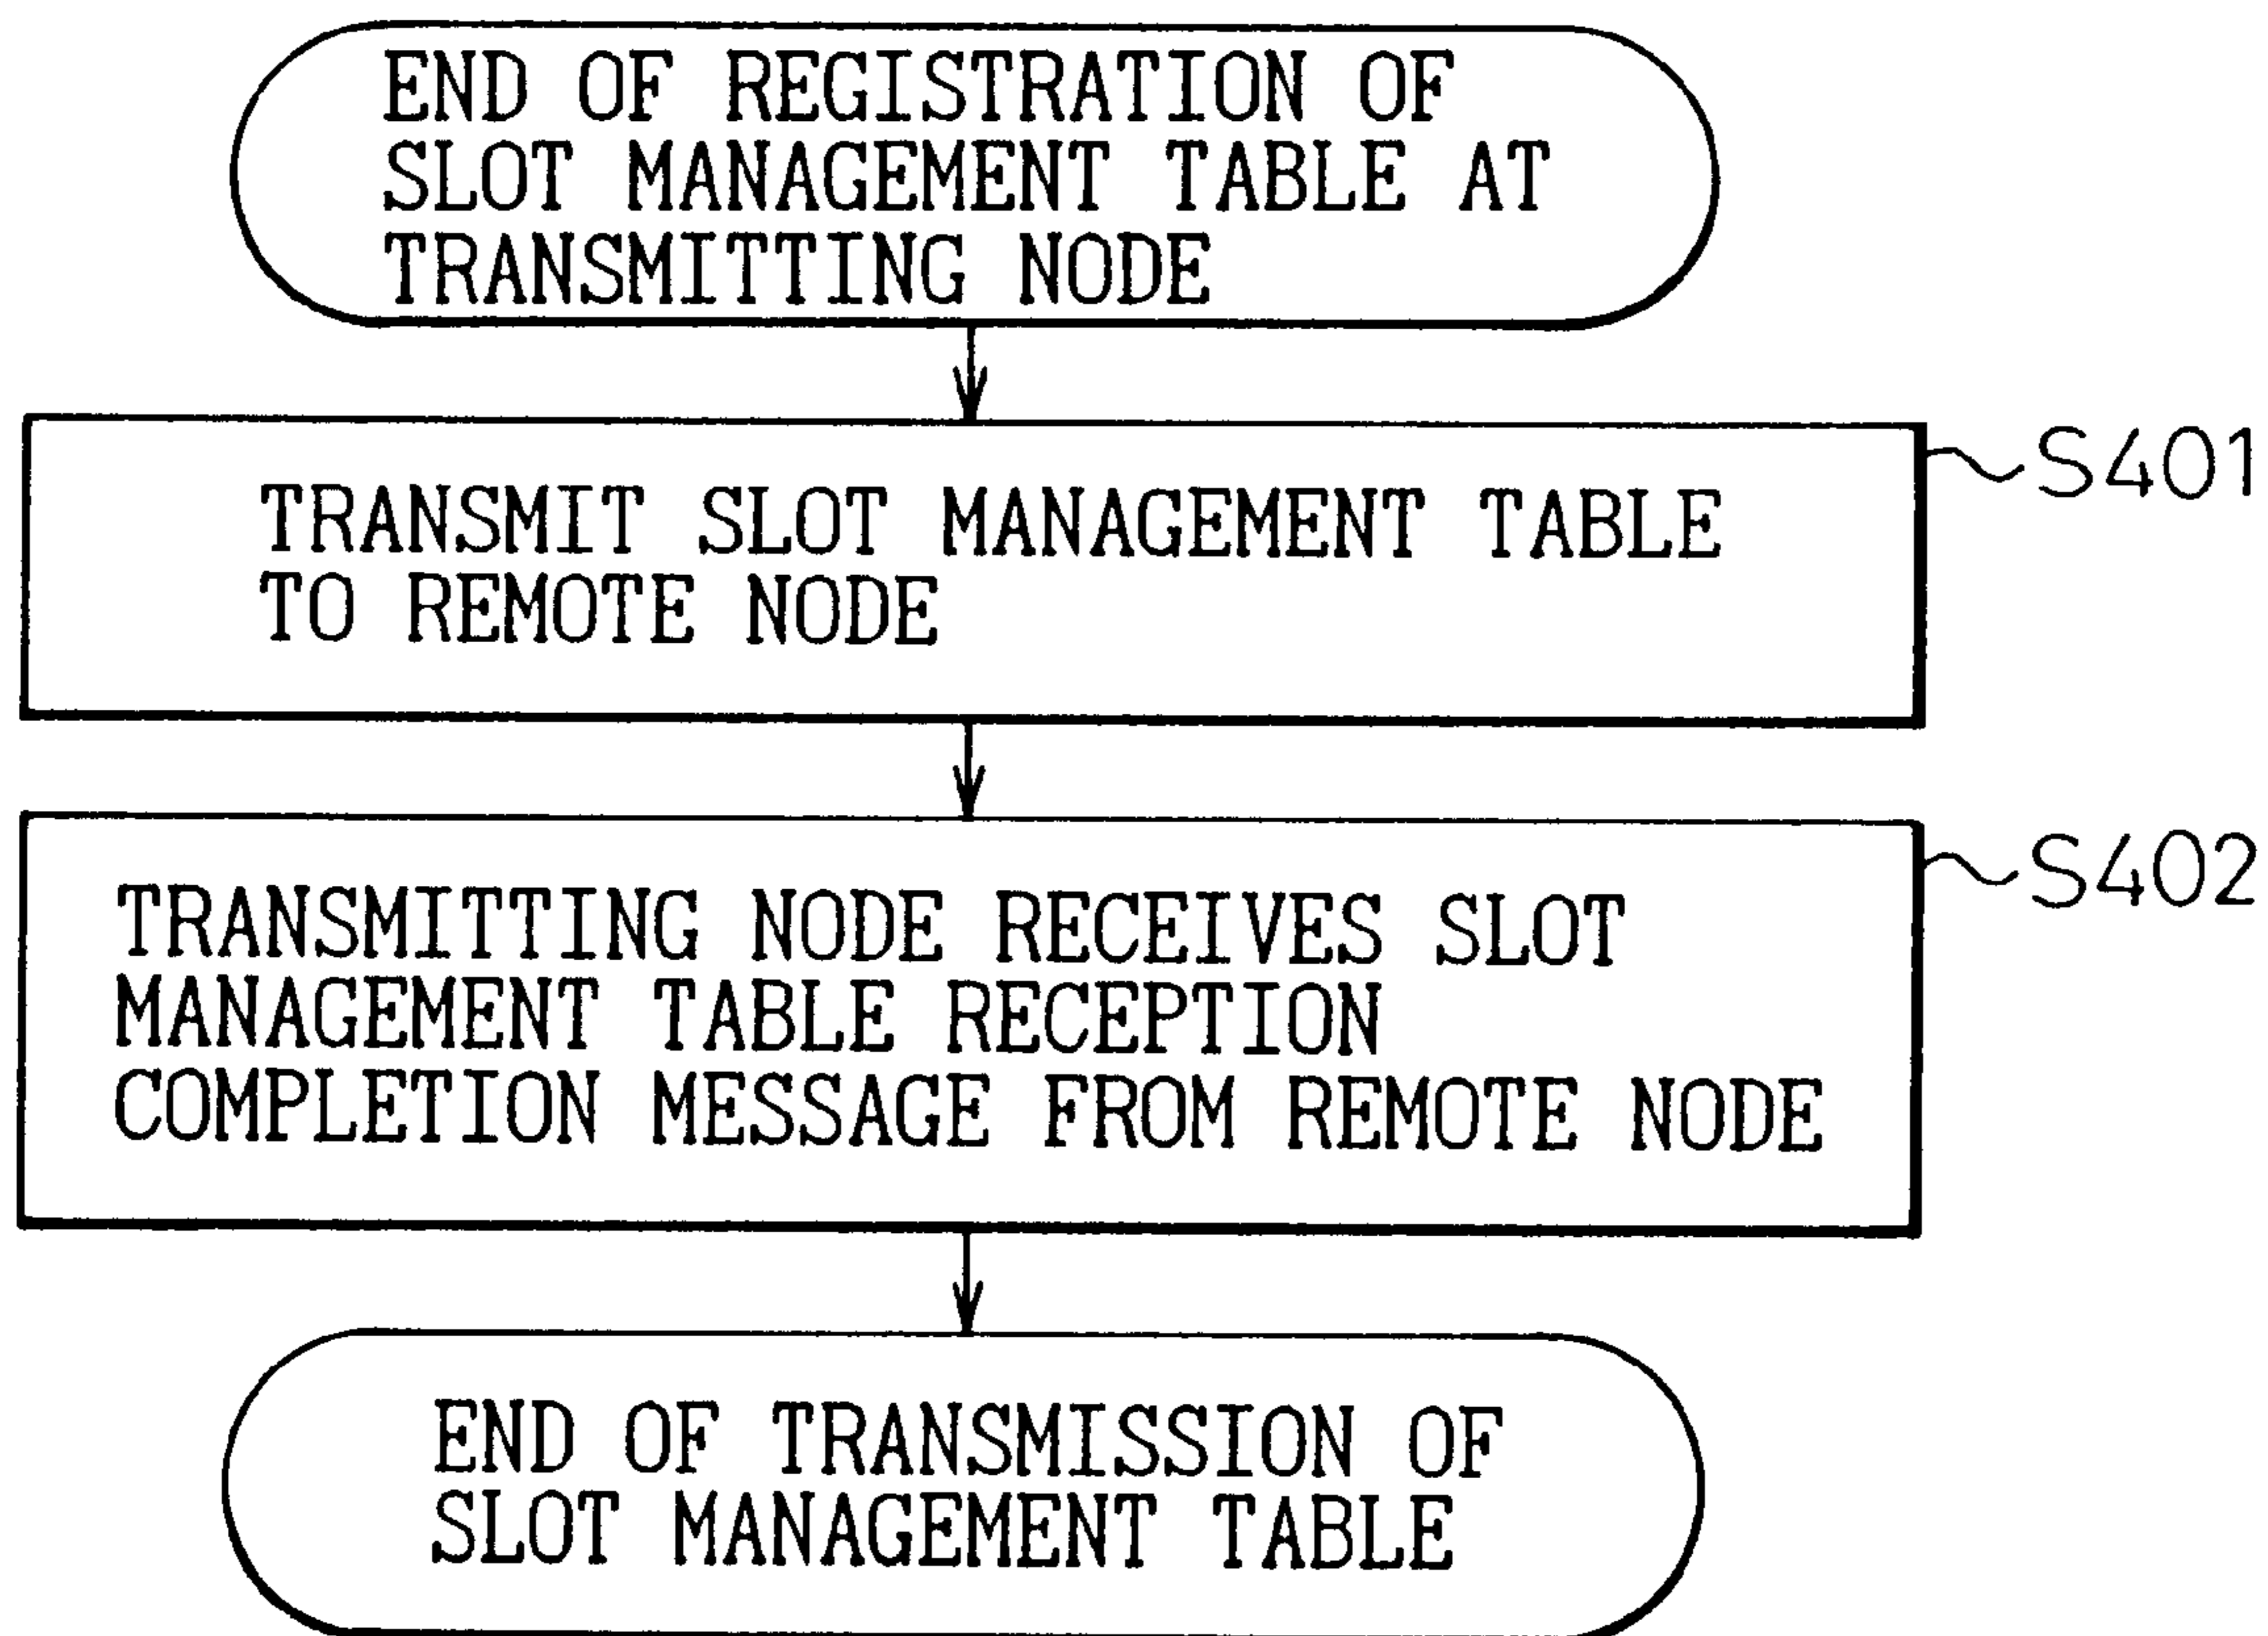 END OF REGISTRATION OF
SLOT MANAGEMENT TABLE AT
TRANSMITTING NODE
S401
TRANSMIT SLOT MANAGEMENT TABLE
TO REMOTE NODE
S402
TRANSMITTING NODE RECEIVES SLOT
MANAGEMENT TABLE RECEPTION
COMPLETION MESSAGE FROM REMOTE NODE
END OF TRANSMISSION OF
SLOT MANAGEMENT TABLE